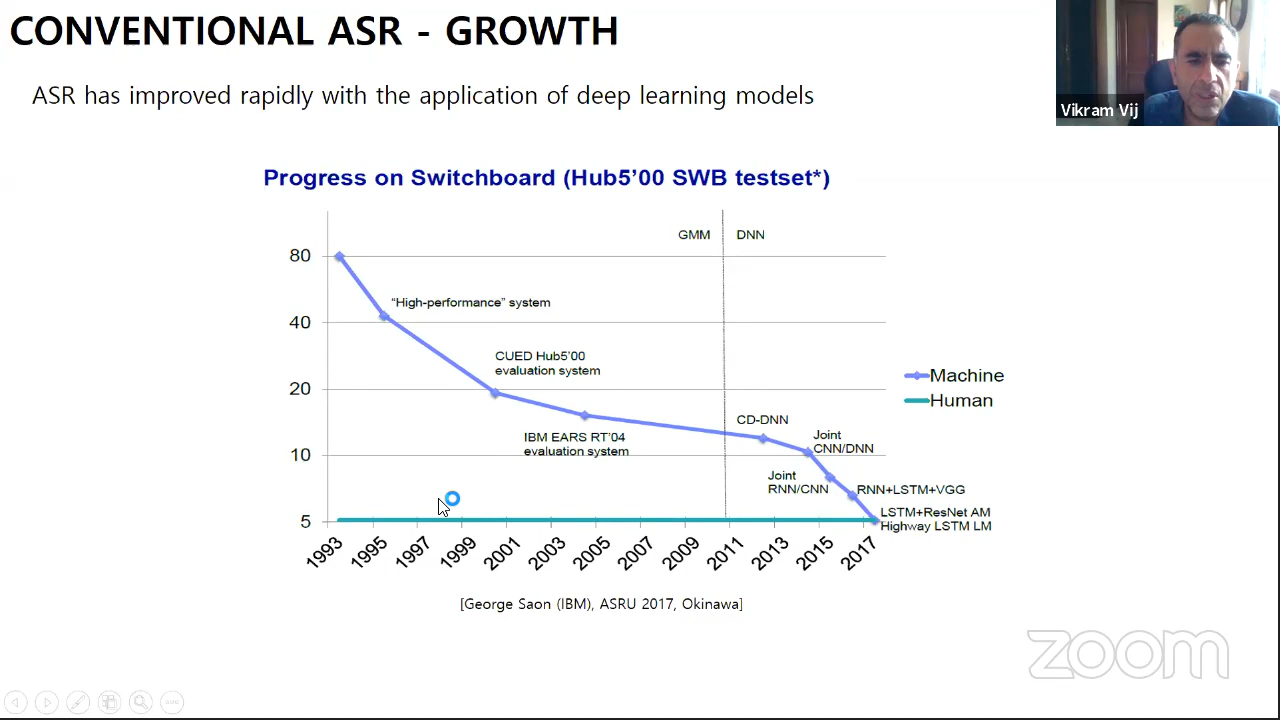 CONVENTIONAL ASR - GROWTH
Vikram Vij
ASR has improved rapidly with the application of deep learning models
Progress on Switchboard (Hub5’00 SWB testset*)
GMM
DNN
80
40
20
10
5
“High-performance” system
CUED Hub5’00
evaluation system
IBM EARS RT’04
evaluation system
CD-DNN
Joint
CNN/DNN
Joint
RNN/CNN
RNN+LSTM+VGG
LSTM+ResNet AM
Highway LSTM LM
Machine
Human
1993
1995
1997
1999
2001
2003
2005
2007
2009
2011
2013
2015
2017
[George Saon (IBM), ASRU 2017, Okinawa]
zoom